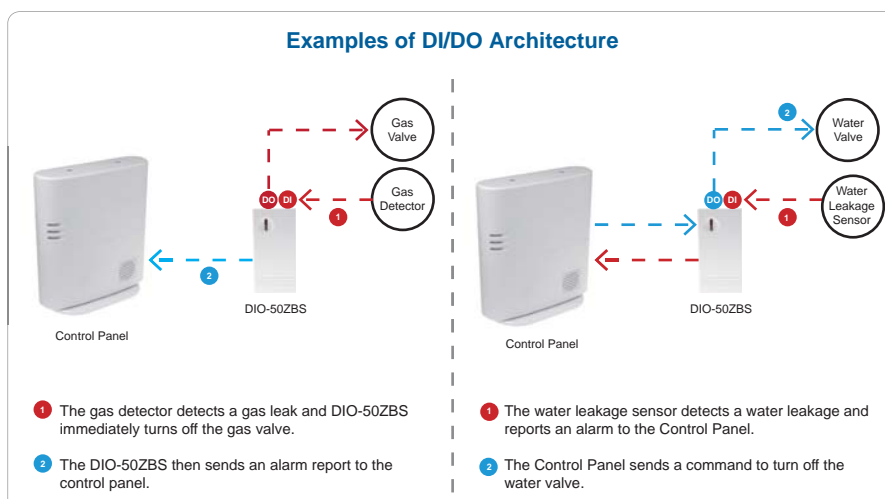 Examples of DI/DO Architecture
Gas
Valve
DO DI
Gas
Detector
1
2
DIO-50ZBS
Control Panel
1 The gas detector detects a gas leak and DIO-50ZBS
immediately turns off the gas valve.
2 The DIO-50ZBS then sends an alarm report to the
control panel.
2
Water
Valve
DO DI
Water
Leakage
Sensor
1
DIO-50ZBS
Control Panel
1 The water leakage sensor detects a water leakage and
reports an alarm to the Control Panel.
2 The Control Panel sends a command to turn off the
water valve.